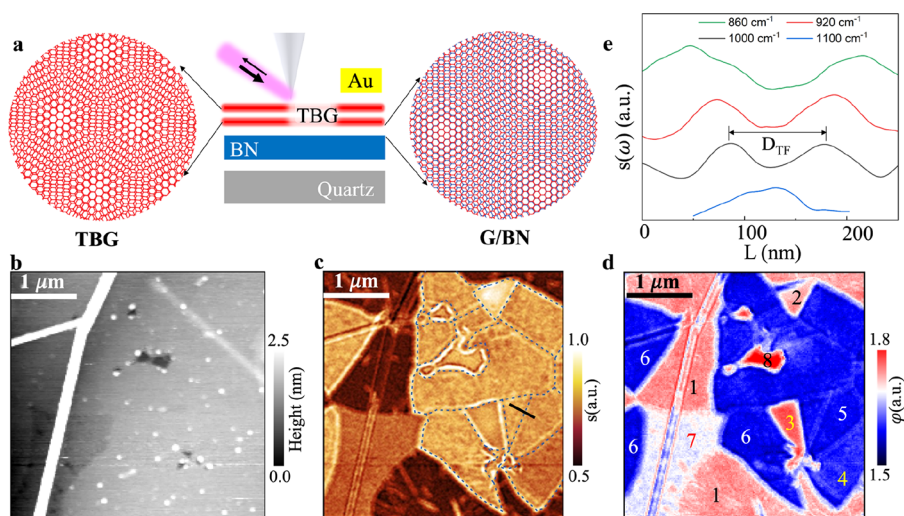 a
TBG
Au
TBG
BN
Quartz
G/BN
e
860 cm⁻¹
920 cm⁻¹
1000 cm⁻¹
1100 cm⁻¹
s(ω) (a.u.)
D_TF
0
100
200
L (nm)
b
1 μm
2.5
Height (nm)
0.0
c
1 μm
1.0
s(a.u.)
0.5
d
1 μm
2
6
8
1
3
5
7
6
6
4
1
1.8
φ(a.u.)
1.5